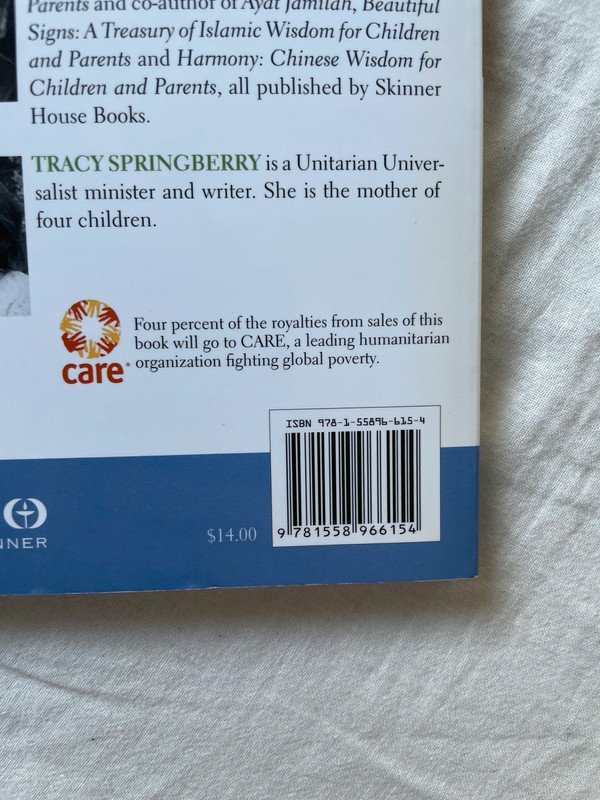 Parents and co-author of Ayat Jamilah, Beautiful
Signs: A Treasury of Islamic Wisdom for Children
and Parents and Harmony: Chinese Wisdom for
Children and Parents, all published by Skinner
House Books.
TRACY SPRINGBERRY is a Unitarian Univer-
salist minister and writer. She is the mother of
four children.
care®
Four percent of the royalties from sales of this
book will go to CARE, a leading humanitarian
organization fighting global poverty.
ISBN 978-1-55896-615-4
9 781558 966154
$14.00
NNER